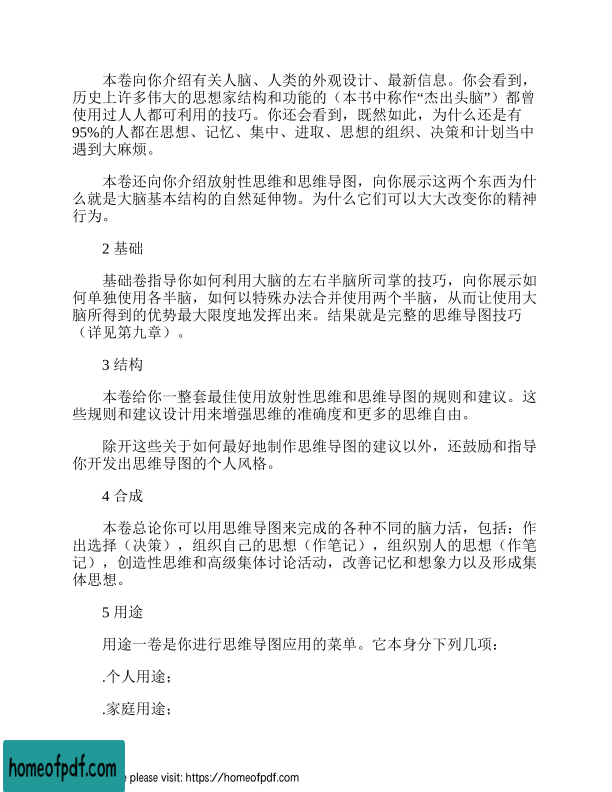 本卷向你介绍有关人脑、人类的外观设计、最新信息。你会看到，
历史上许多伟大的思想家结构和功能的（本书中称作“杰出头脑”）都曾
使用过人人都可利用的技巧。你还会看到，既然如此，为什么还是有
95%的人都在思想、记忆、集中、进取、思想的组织、决策和计划当中
遇到大麻烦。
本卷还向你介绍放射性思维和思维导图，向你展示这两个东西为什
么就是大脑基本结构的自然延伸物。为什么它们可以大大改变你的精神
行为。
2 基础
基础卷指导你如何利用大脑的左右半脑所司掌的技巧，向你展示如
何单独使用各半脑，如何以特殊办法合并使用两个半脑，从而让使用大
脑所得到的优势最大限度地发挥出来。结果就是完整的思维导图技巧
（详见第九章）。
3 结构
本卷给你一整套最佳使用放射性思维和思维导图的规则和建议。这
些规则和建议设计用来增强思维的准确度和更多的思维自由。
除开这些关于如何最好地制作思维导图的建议以外，还鼓励和指导
你开发出思维导图的个人风格。
4 合成
本卷总论你可以用思维导图来完成的各种不同的脑力活，包括：作
出选择（决策），组织自己的思想（作笔记），组织别人的思想（作笔
记），创造性思维和高级集体讨论活动，改善记忆和想象力以及形成集
体思想。
5 用途
用途一卷是你进行思维导图应用的菜单。它本身分下列几项：
.个人用途；
.家庭用途；
homeofpdf.com
please visit: https://homeofpdf.com